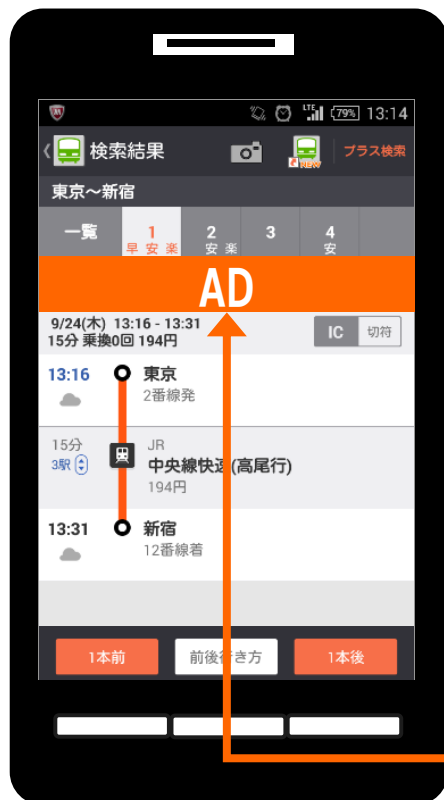 LTE 79% 13:14
検索結果 NEW プラス検索
東京〜新宿
一覧 1 2 3 4
早 安 楽 安 楽 安
AD
9/24(木) 13:16 - 13:31
15分 乗換0回 194円
IC 切符
13:16 東京
2番線発
15分 JR
3駅 中央線快速(高尾行)
194円
13:31 新宿
12番線着
1本前 前後行き方 1本後